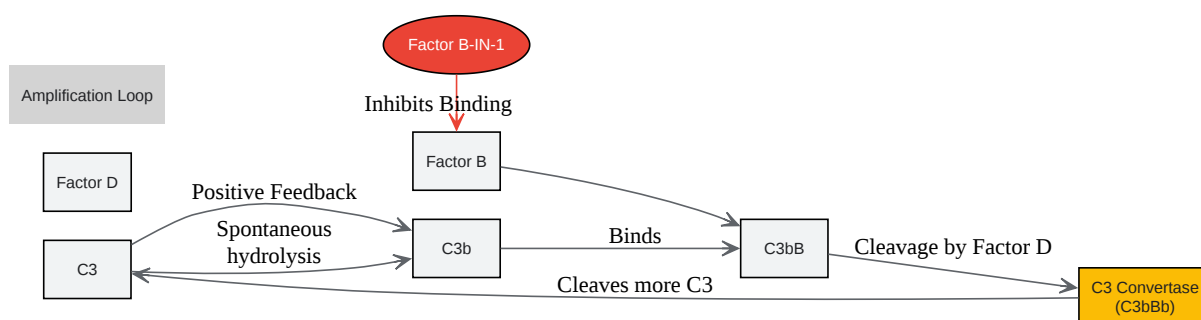 Factor B-IN-1
Amplification Loop
Inhibits Binding
Factor B
Factor D
Positive Feedback
Spontaneous
hydrolysis
C3
C3b
Binds
C3bB
Cleavage by Factor D
Cleaves more C3
C3 Convertase
(C3bBb)